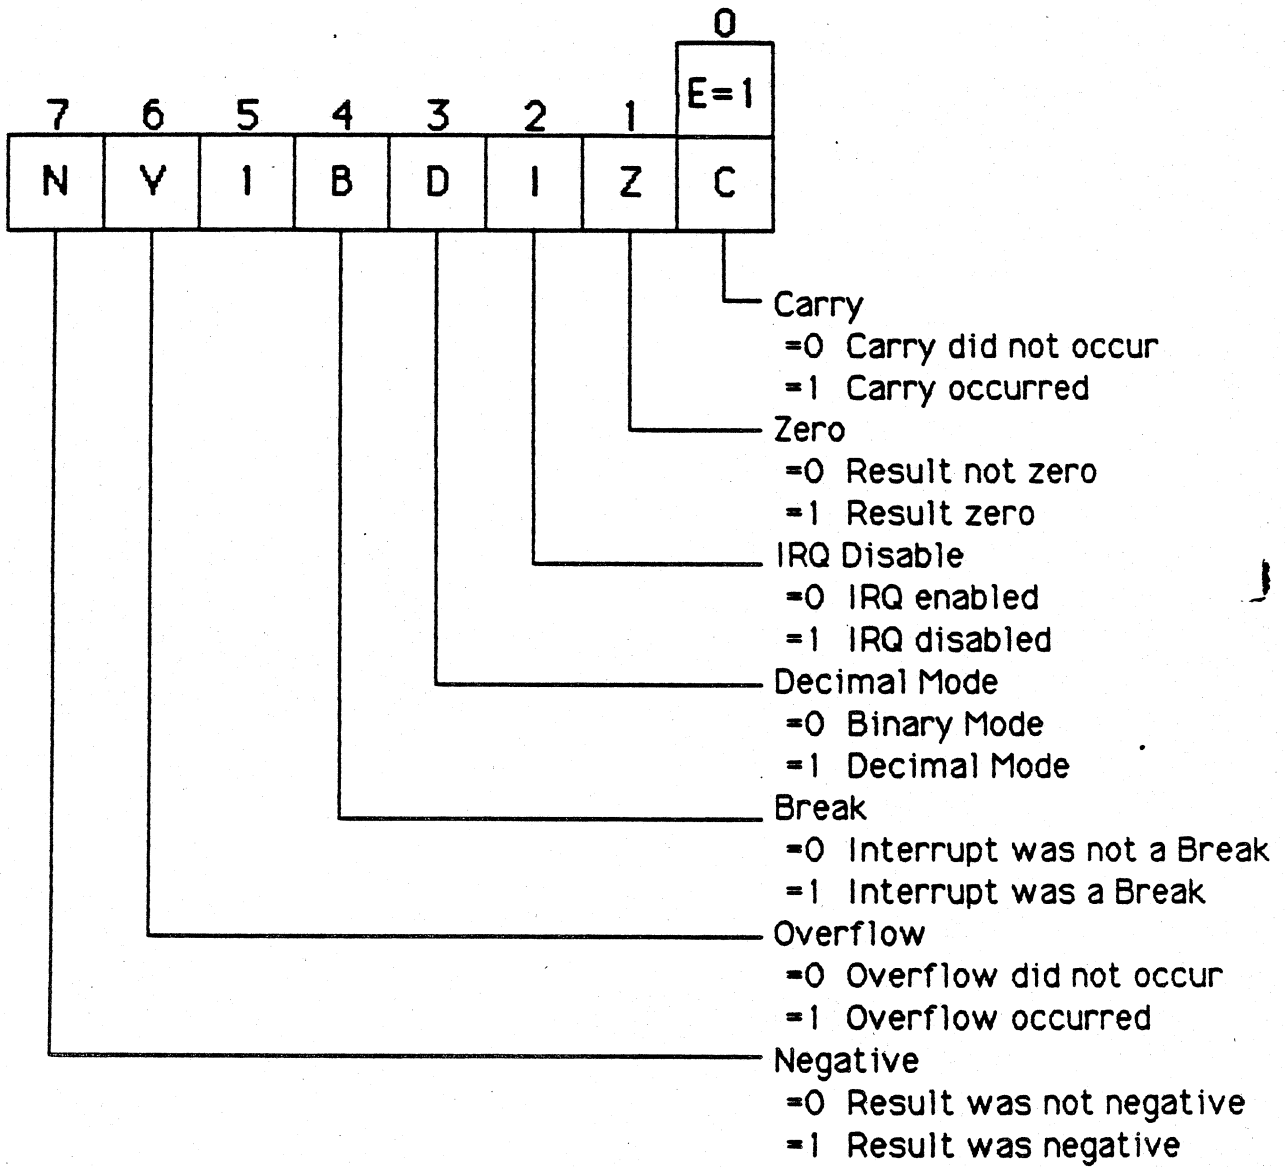 0
E=1
7 6 5 4 3 2 1
N V 1 B D I Z C
Carry
=0 Carry did not occur
=1 Carry occurred
Zero
=0 Result not zero
=1 Result zero
IRQ Disable
=0 IRQ enabled
=1 IRQ disabled
Decimal Mode
=0 Binary Mode
=1 Decimal Mode
Break
=0 Interrupt was not a Break
=1 Interrupt was a Break
Overflow
=0 Overflow did not occur
=1 Overflow occurred
Negative
=0 Result was not negative
=1 Result was negative